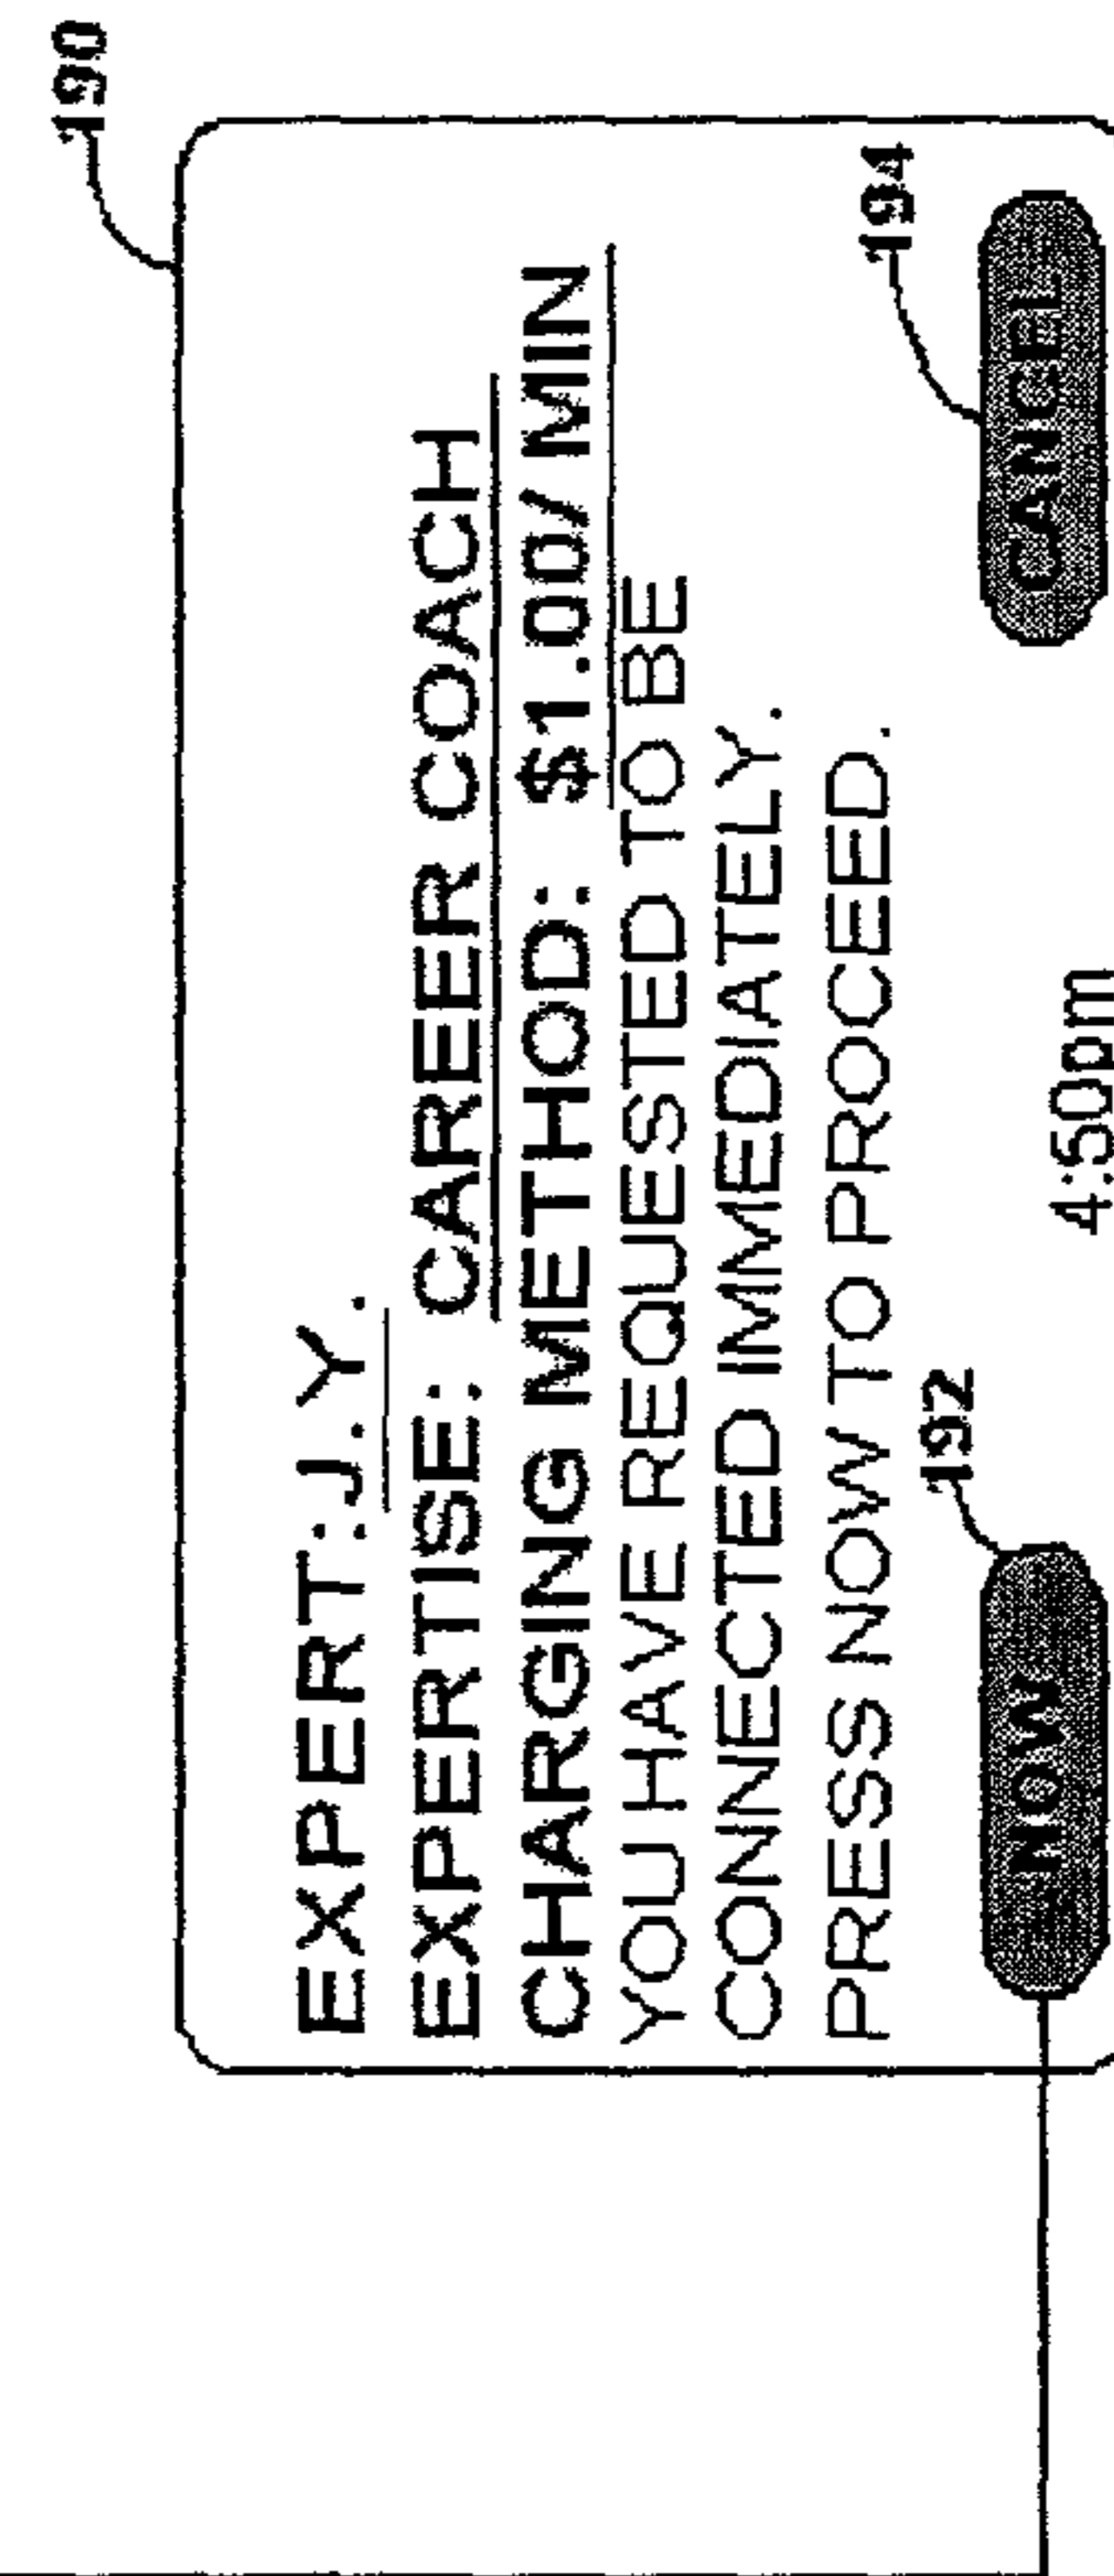 190
EXPERT:J.Y.
EXPERTISE: CAREER COACH
CHARGING METHOD: $1.00/ MIN
YOU HAVE REQUESTED TO BE
CONNECTED IMMEDIATELY.
PRESS NOW TO PROCEED.
192
194
NOW
CANCEL
4:50pm